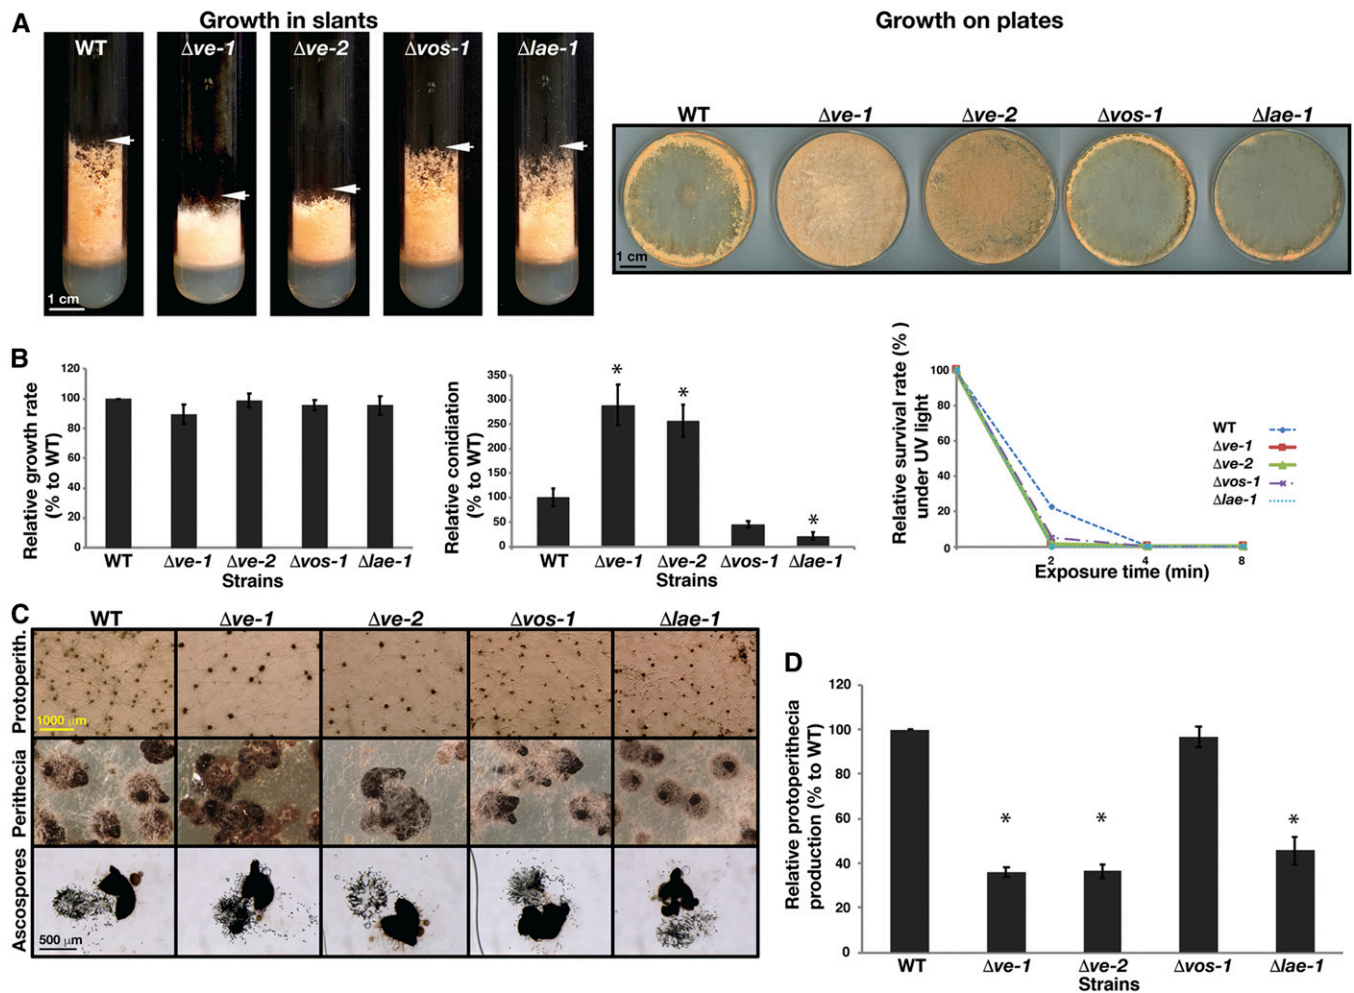 A
Growth in slants
WT Δve-1 Δve-2 Δvos-1 Δlae-1
1 cm
Growth on plates
WT Δve-1 Δve-2 Δvos-1 Δlae-1
1 cm
B
Relative growth rate
(% to WT)
120
100
80
60
40
20
0
WT Δve-1 Δve-2 Δvos-1 Δlae-1
Strains
Relative conidiation
(% to WT)
350
300
250
200
150
100
50
0
* * *
WT Δve-1 Δve-2 Δvos-1 Δlae-1
Strains
Relative survival rate (% )
under UV light
100
80
60
40
20
0
2 4 8
Exposure time (min)
WT
Δve-1
Δve-2
Δvos-1
Δlae-1
C
WT Δve-1 Δve-2 Δvos-1 Δlae-1
Protoperith.
1000 μm
Perithecia
Ascospores
500 μm
D
Relative protoperithecia
production (% to WT)
120
100
80
60
40
20
0
* * *
WT Δve-1 Δve-2 Δvos-1 Δlae-1
Strains